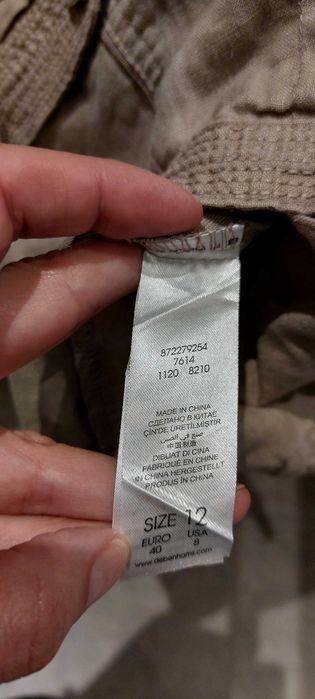 872279254
7614
1120 8210
MADE IN CHINA
СДЕЛАНО В КИТАЕ
ÇİN'DE ÜRETİLMİŞTİR
صنع في الصين
中国制造
DIBUAT DI CINA
FABRIQUÉ EN CHINE
IN CHINA HERGESTELLT
PRODUS IN CHINA
SIZE 12
EURO USA
40 8
www.debenhams.com